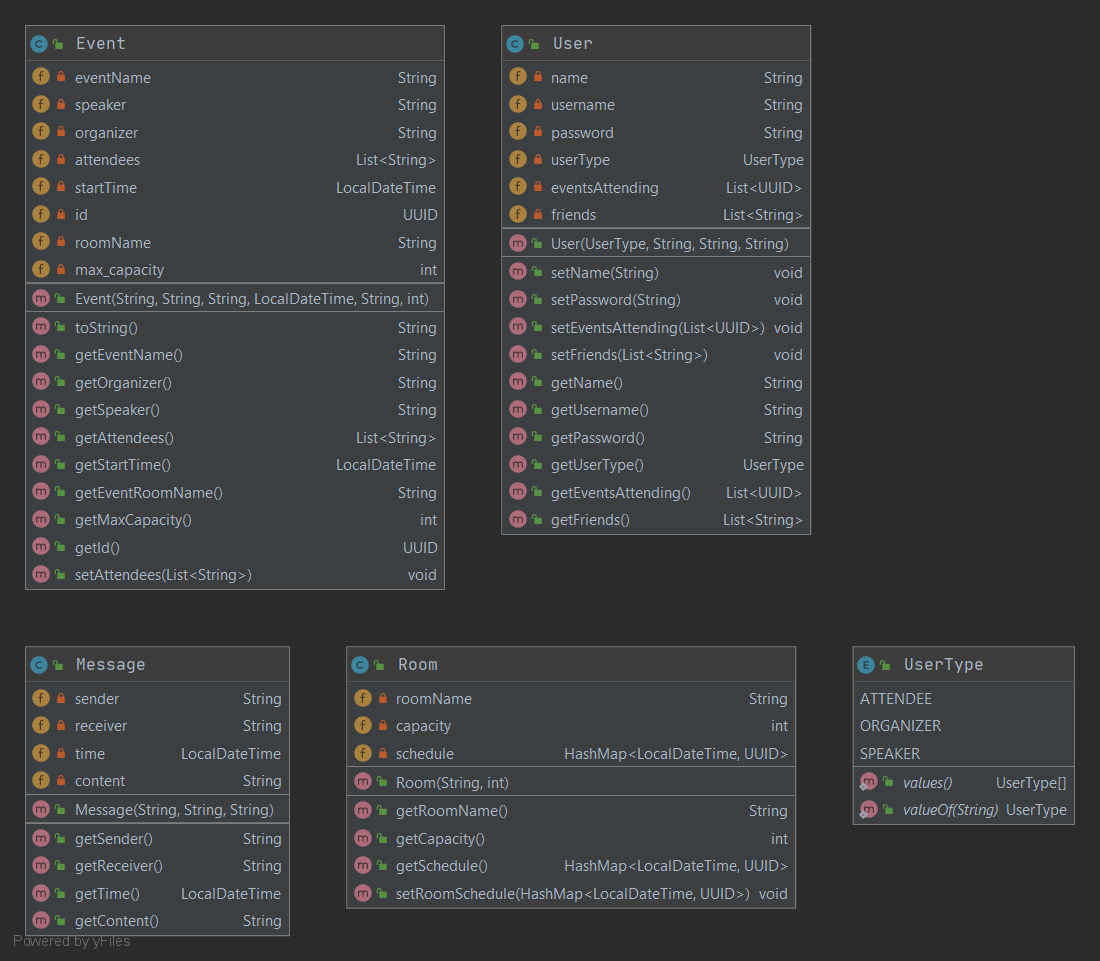 Event
eventName String
speaker String
organizer String
attendees List<String>
startTime LocalDateTime
id UUID
roomName String
max_capacity int
Event(String, String, String, LocalDateTime, String, int)
toString() String
getEventName() String
getOrganizer() String
getSpeaker() String
getAttendees() List<String>
getStartTime() LocalDateTime
getEventRoomName() String
getMaxCapacity() int
getId() UUID
setAttendees(List<String>) void
User
name String
username String
password String
userType UserType
eventsAttending List<UUID>
friends List<String>
User(UserType, String, String, String)
setName(String) void
setPassword(String) void
setEventsAttending(List<UUID>) void
setFriends(List<String>) void
getName() String
getUsername() String
getPassword() String
getUserType() UserType
getEventsAttending() List<UUID>
getFriends() List<String>
Message
sender String
receiver String
time LocalDateTime
content String
Message(String, String, String)
getSender() String
getReceiver() String
getTime() LocalDateTime
getContent() String
Room
roomName String
capacity int
schedule HashMap<LocalDateTime, UUID>
Room(String, int)
getRoomName() String
getCapacity() int
getSchedule() HashMap<LocalDateTime, UUID>
setRoomSchedule(HashMap<LocalDateTime, UUID>) void
UserType
ATTENDEE
ORGANIZER
SPEAKER
values() UserType[]
valueOf(String) UserType
Powered by yFiles